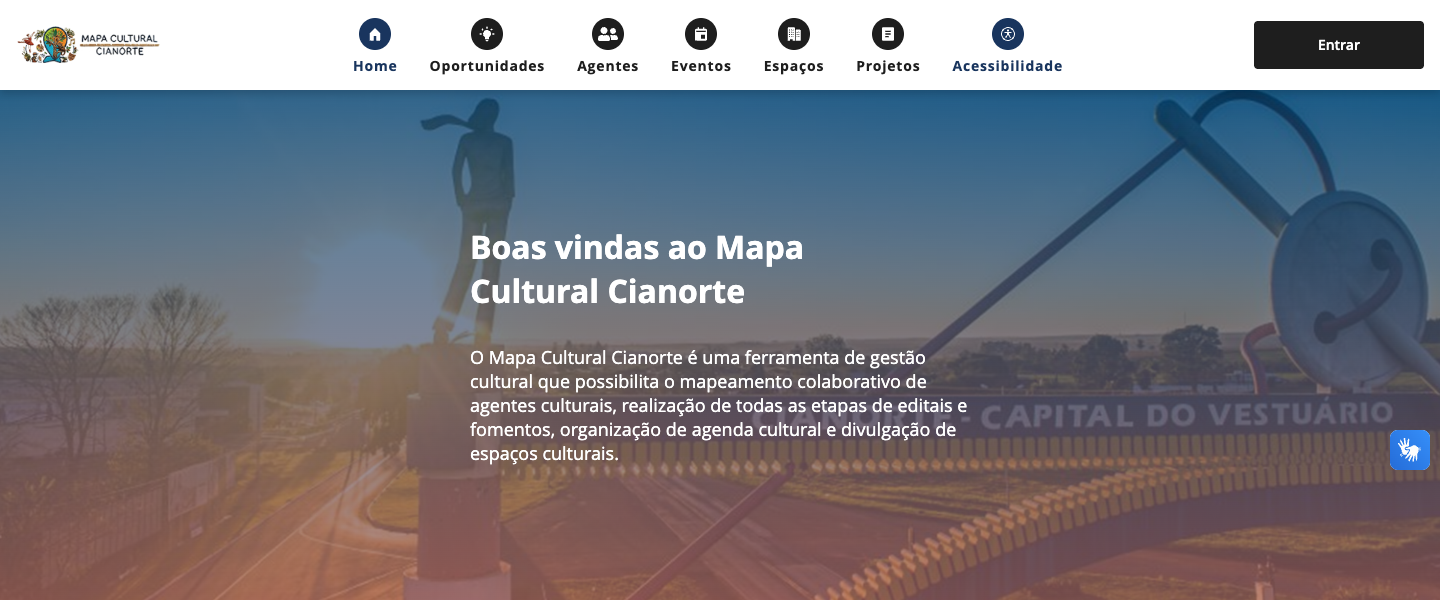 MAPA CULTURAL
CIANORTE
Home
Oportunidades
Agentes
Eventos
Espaços
Projetos
Acessibilidade
Entrar
Boas vindas ao Mapa
Cultural Cianorte
O Mapa Cultural Cianorte é uma ferramenta de gestão
cultural que possibilita o mapeamento colaborativo de
agentes culturais, realização de todas as etapas de editais e
fomentos, organização de agenda cultural e divulgação de
espaços culturais.
CIANORTE - CAPITAL DO VESTUÁRIO